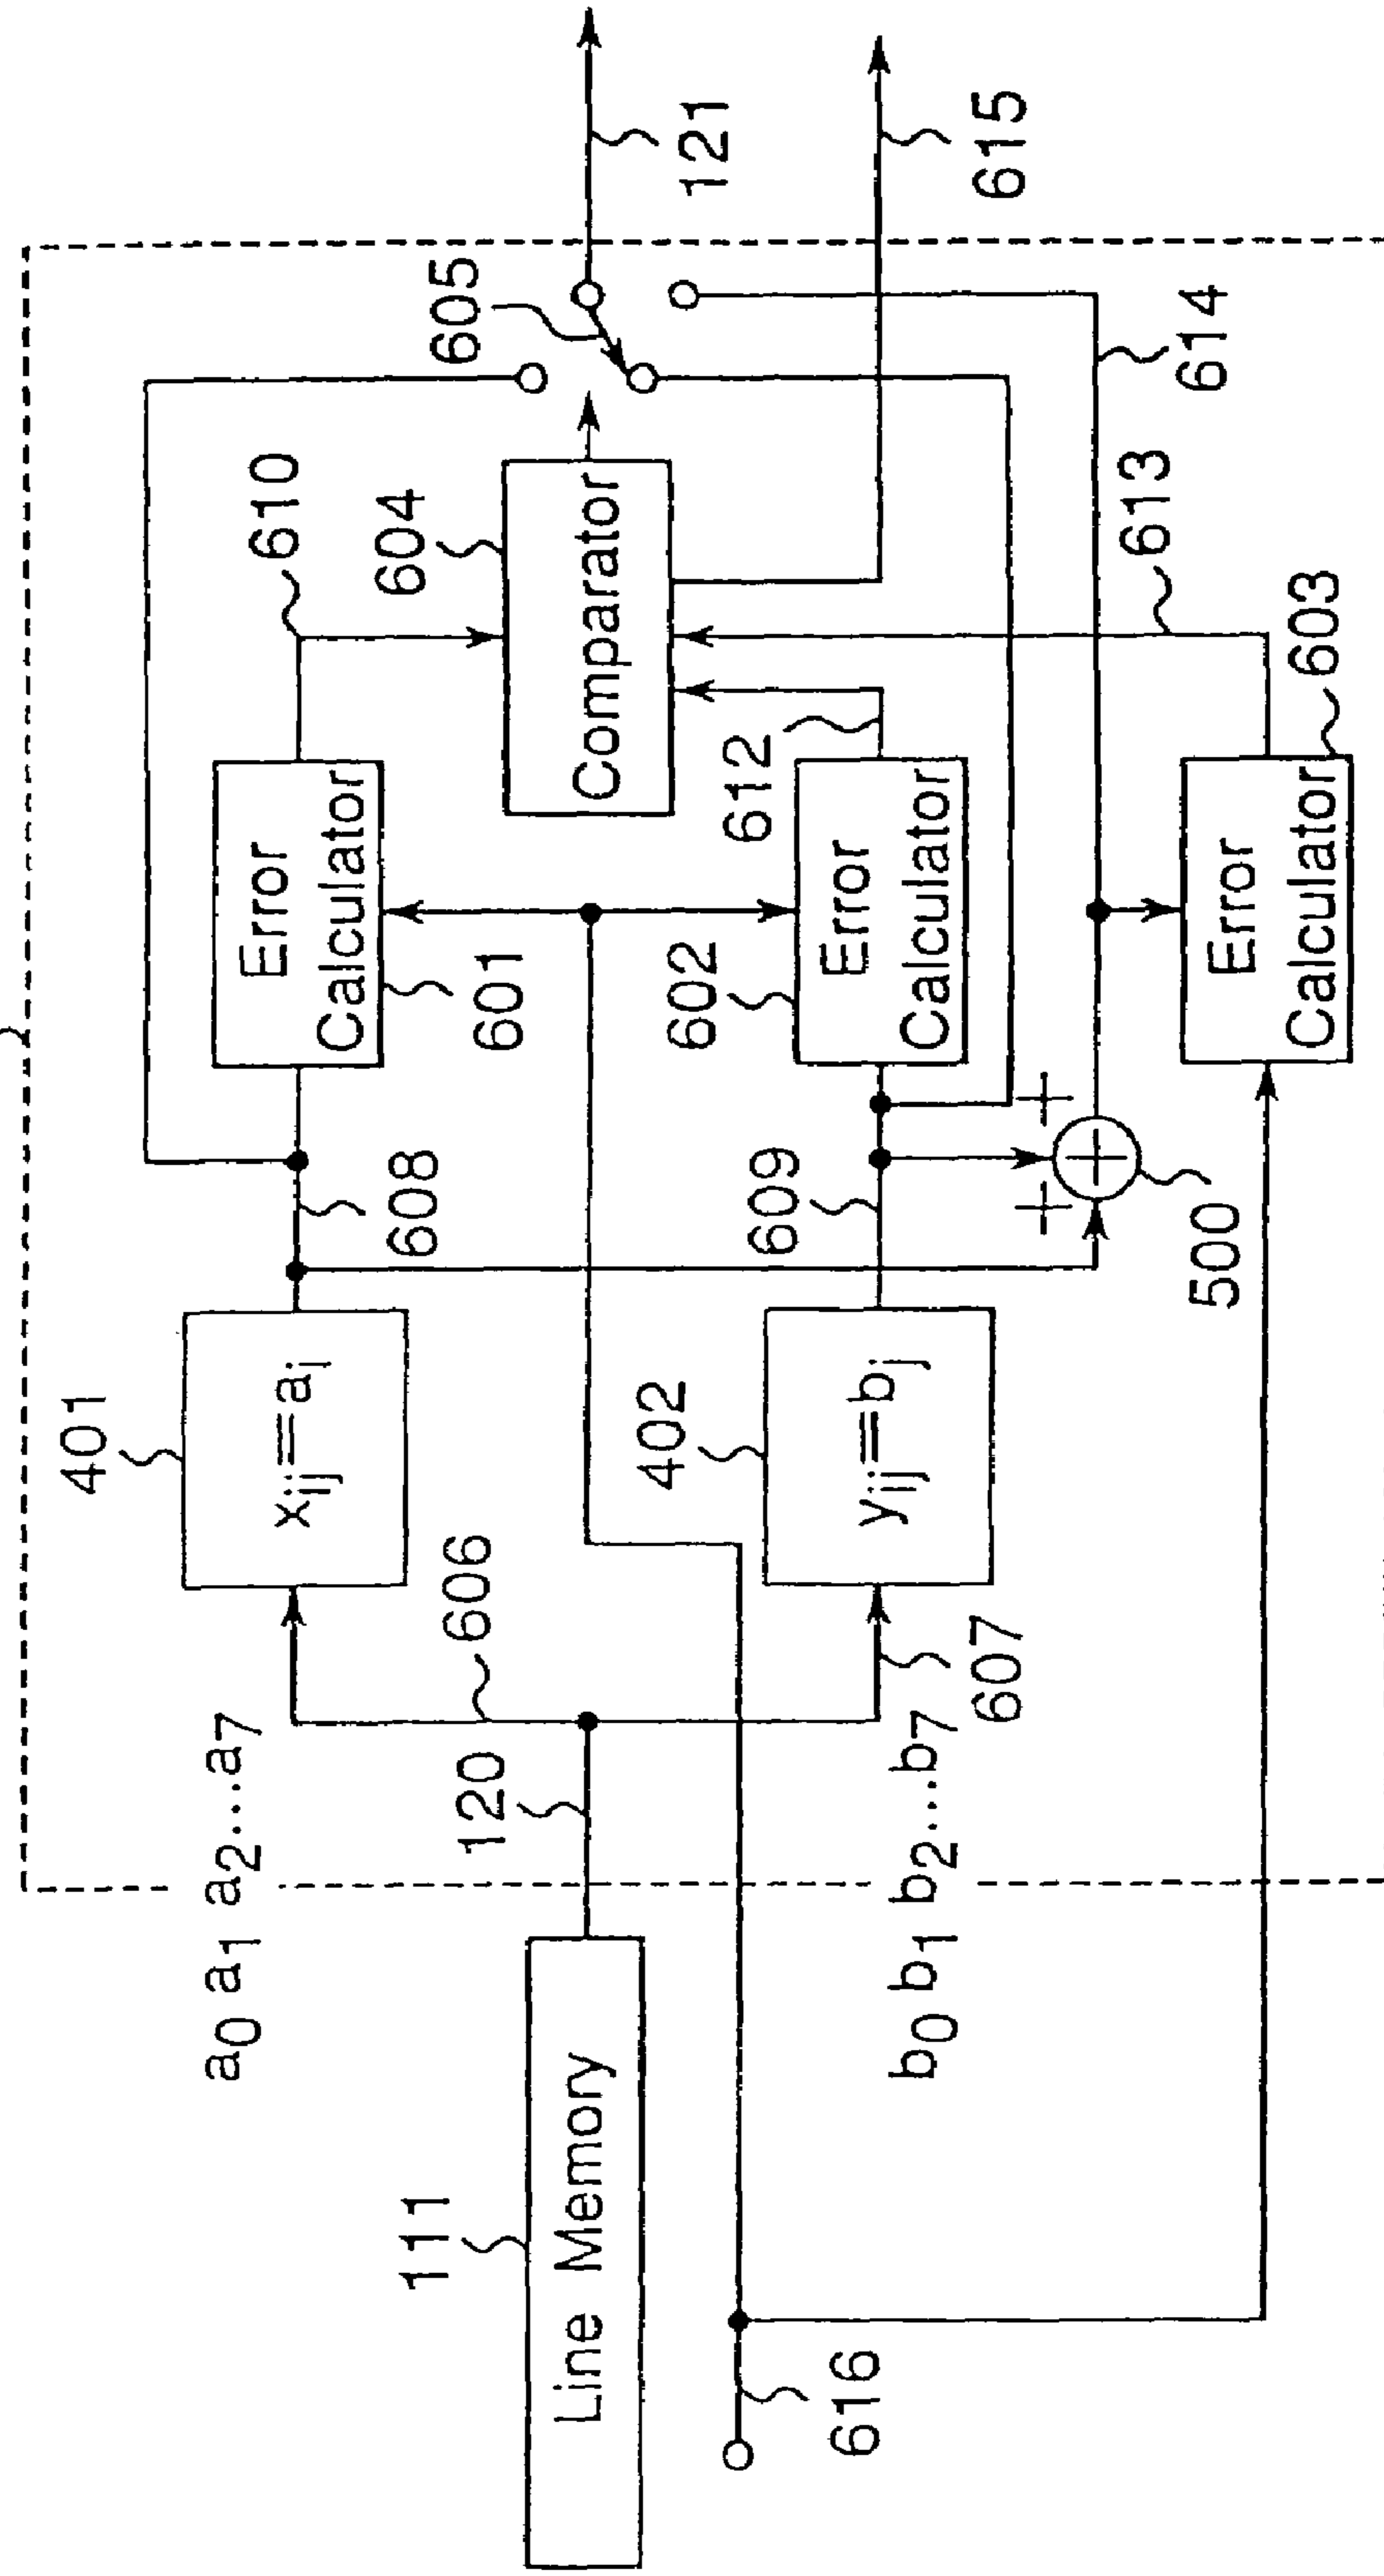 111
Line Memory
616
a0 a1 a2...a7
120
606
b0 b1 b2...b7
607
401
xij=ai
402
yij=bj
608
609
500
+
+
+
Error
Calculator
601
602
Error
Calculator
Error
Calculator
603
610
604
Comparator
612
613
614
605
121
615